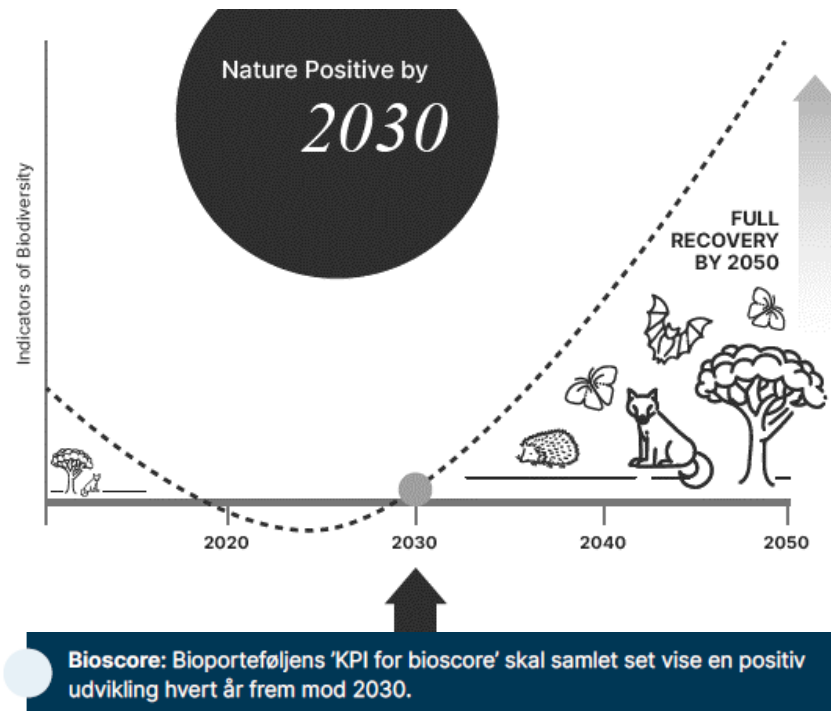 Nature Positive by
2030
Indicators of Biodiversity
FULL
RECOVERY
BY 2050
2020
2030
2040
2050
Bioscore: Bioporteføljens ’KPI for bioscore’ skal samlet set vise en positiv
udvikling hvert år frem mod 2030.